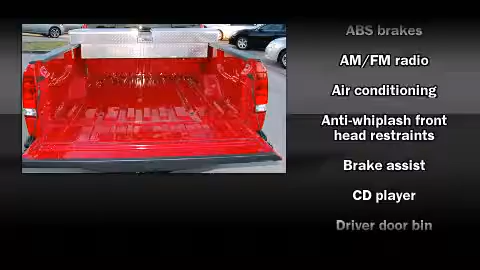 ABS brakes
AM/FM radio
Air conditioning
Anti-whiplash front
head restraints
Brake assist
CD player
Driver door bin